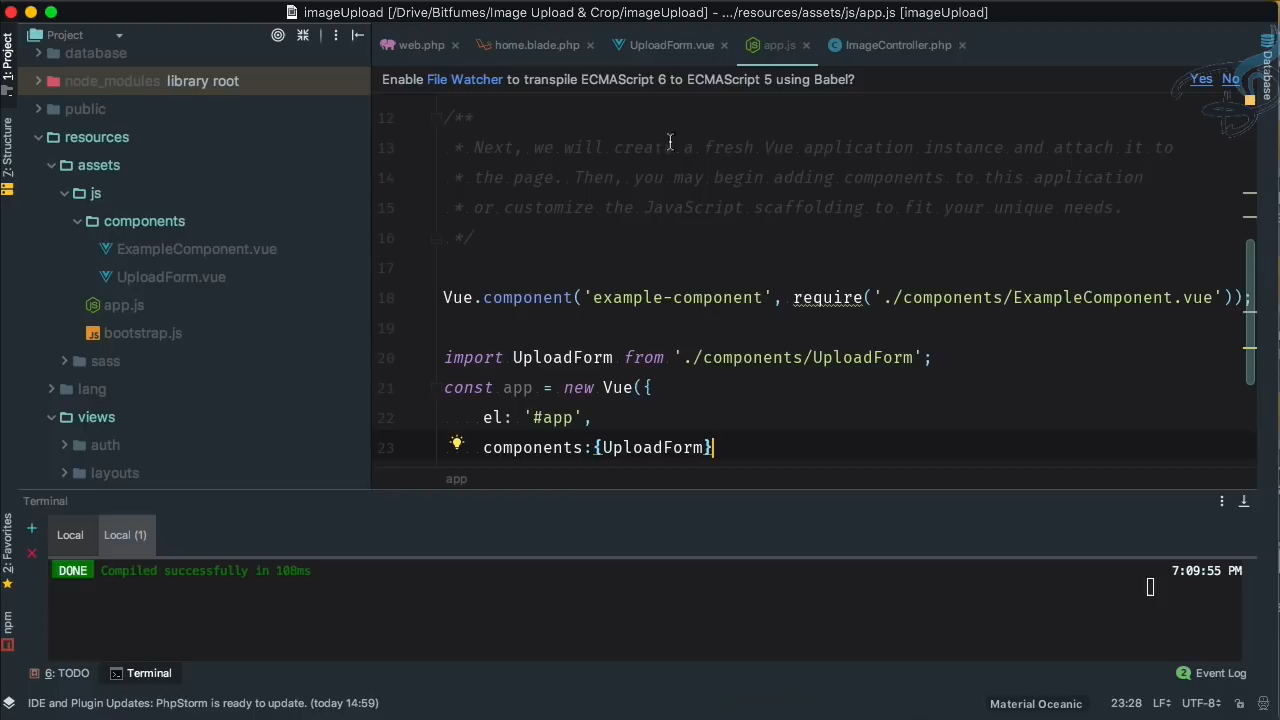 imageUpload [/Drive/Bitfumes/Image Upload & Crop/imageUpload] - .../resources/assets/js/app.js [imageUpload]
1: Project
Project
web.php
home.blade.php
UploadForm.vue
app.js
ImageController.php
database
node_modules library root
public
resources
assets
js
components
ExampleComponent.vue
UploadForm.vue
app.js
bootstrap.js
sass
lang
views
auth
layouts
Z: Structure
Database
Enable File Watcher to transpile ECMAScript 6 to ECMAScript 5 using Babel?
Yes No
12 /**
13 * Next, we will create a fresh Vue application instance and attach it to
14 * the page. Then, you may begin adding components to this application
15 * or customize the JavaScript scaffolding to fit your unique needs.
16 */
17
18 Vue.component('example-component', require('./components/ExampleComponent.vue'));
19
20 import UploadForm from './components/UploadForm';
21 const app = new Vue({
22 el: '#app',
23 components:{UploadForm}
app
Terminal
Local
Local (1)
DONE Compiled successfully in 108ms 7:09:55 PM
2: Favorites
npm
6: TODO
Terminal
2 Event Log
IDE and Plugin Updates: PhpStorm is ready to update. (today 14:59)
Material Oceanic
23:28 LF÷ UTF-8÷